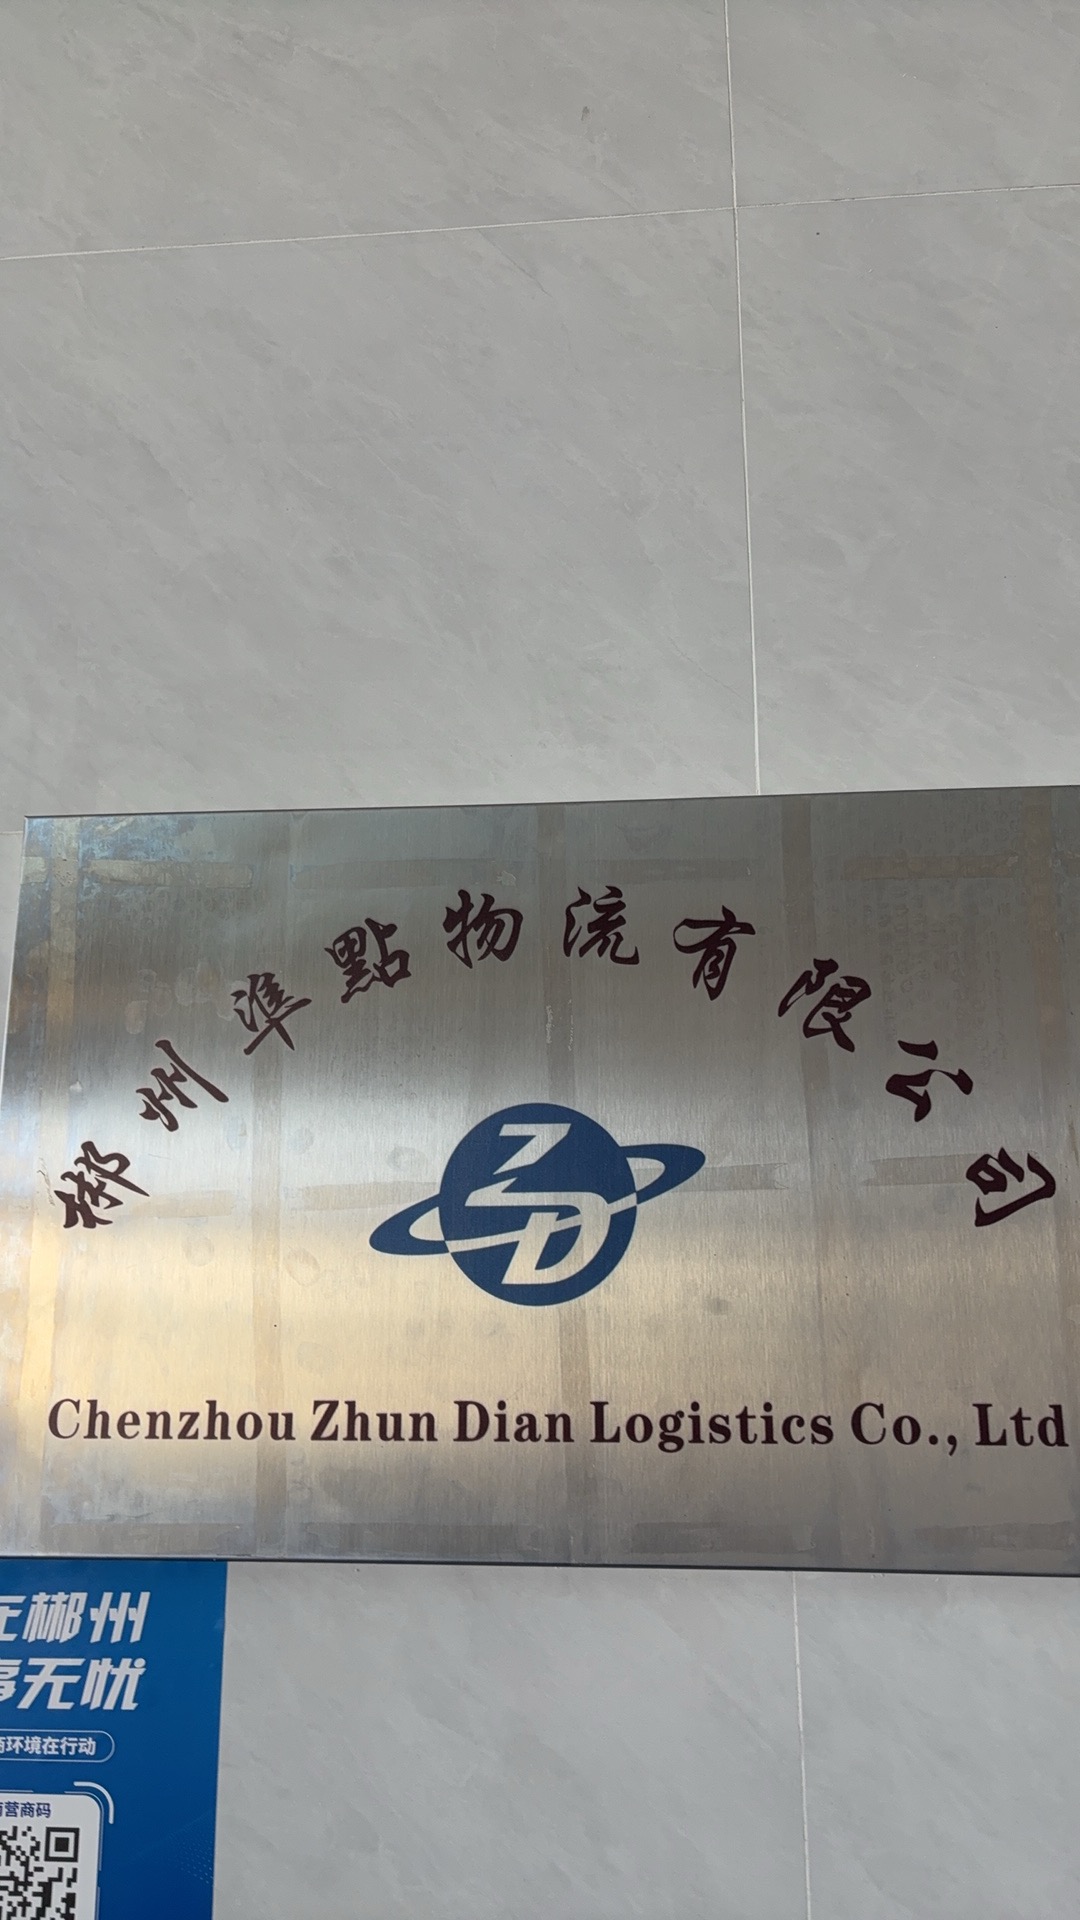 郴州準點物流有限公司
ZD
Chenzhou Zhun Dian Logistics Co., Ltd
郴州
无忧
环境在行动
营商码